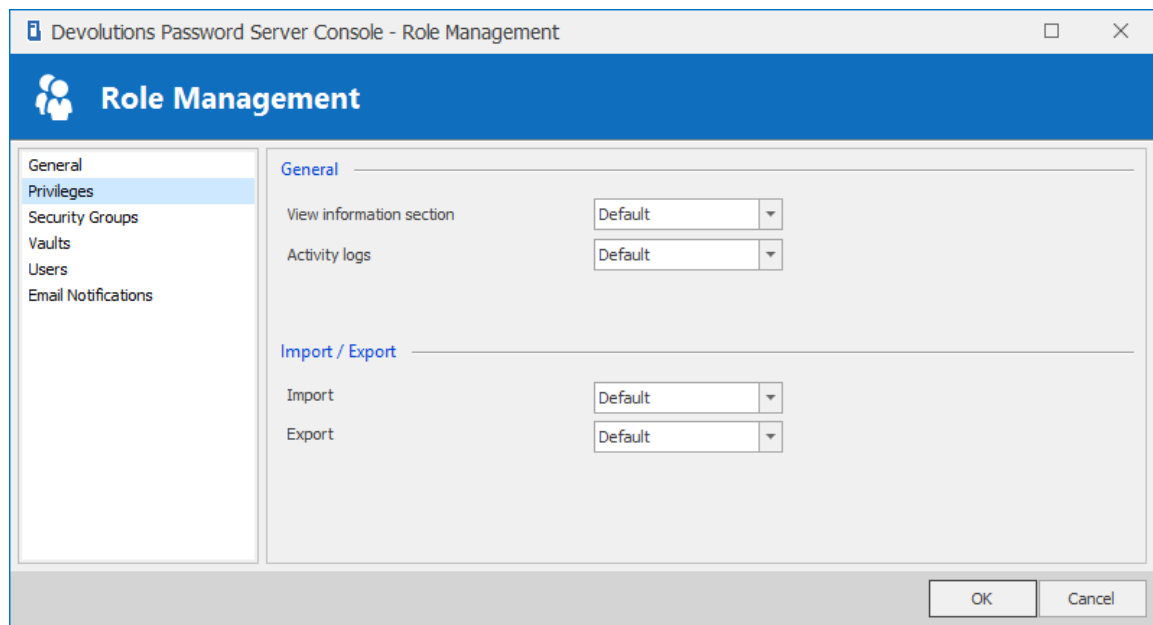 Devolutions Password Server Console - Role Management
Role Management
General
Privileges
Security Groups
Vaults
Users
Email Notifications
General
View information section Default
Activity logs Default
Import / Export
Import Default
Export Default
OK Cancel